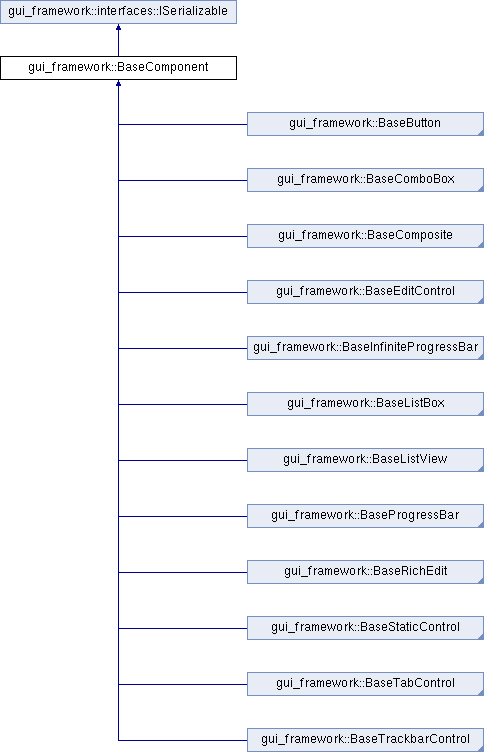 gui_framework::interfaces::ISerializable
gui_framework::BaseComponent
gui_framework::BaseButton
gui_framework::BaseComboBox
gui_framework::BaseComposite
gui_framework::BaseEditControl
gui_framework::BaseInfiniteProgressBar
gui_framework::BaseListBox
gui_framework::BaseListView
gui_framework::BaseProgressBar
gui_framework::BaseRichEdit
gui_framework::BaseStaticControl
gui_framework::BaseTabControl
gui_framework::BaseTrackbarControl